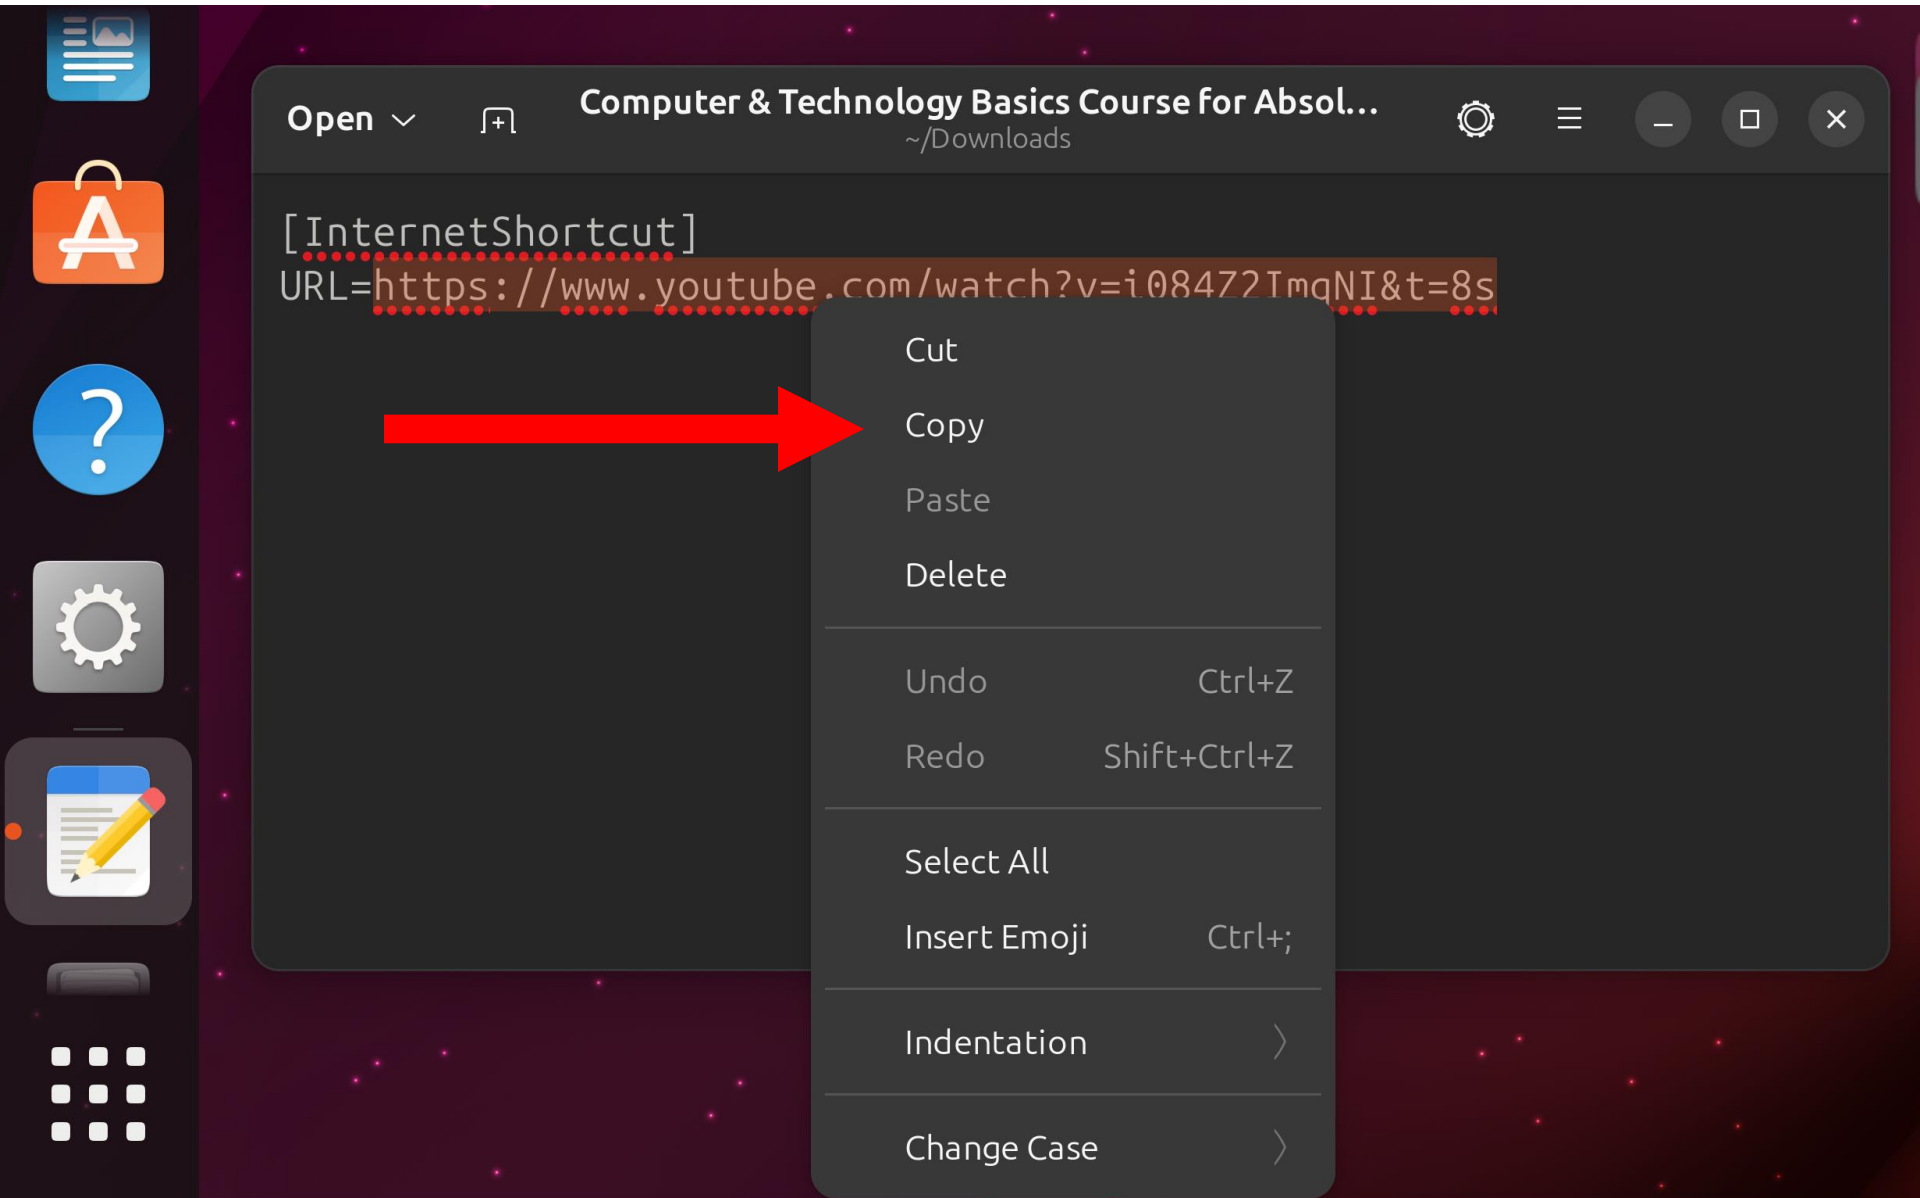 Open
Computer & Technology Basics Course for Absol...
~/Downloads
[InternetShortcut]
URL=https://www.youtube.com/watch?v=i084Z2ImqNI&t=8s
Cut
Copy
Paste
Delete
Undo Ctrl+Z
Redo Shift+Ctrl+Z
Select All
Insert Emoji Ctrl+;
Indentation
Change Case